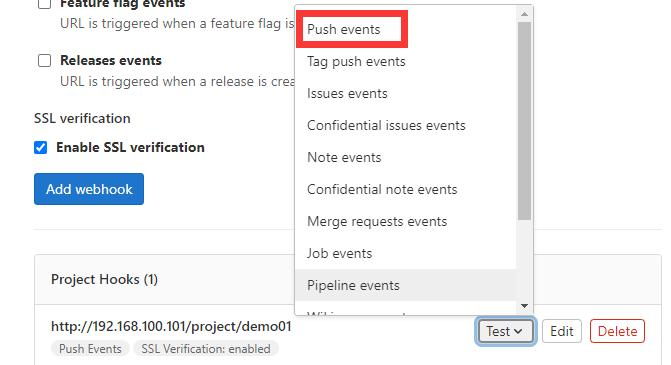 Feature flag events
URL is triggered when a feature flag is
Releases events
URL is triggered when a release is crea
SSL verification
Enable SSL verification
Add webhook
Push events
Tag push events
Issues events
Confidential issues events
Note events
Confidential note events
Merge requests events
Job events
Pipeline events
Project Hooks (1)
http://192.168.100.101/project/demo01
Test
Edit
Delete
Push Events
SSL Verification: enabled